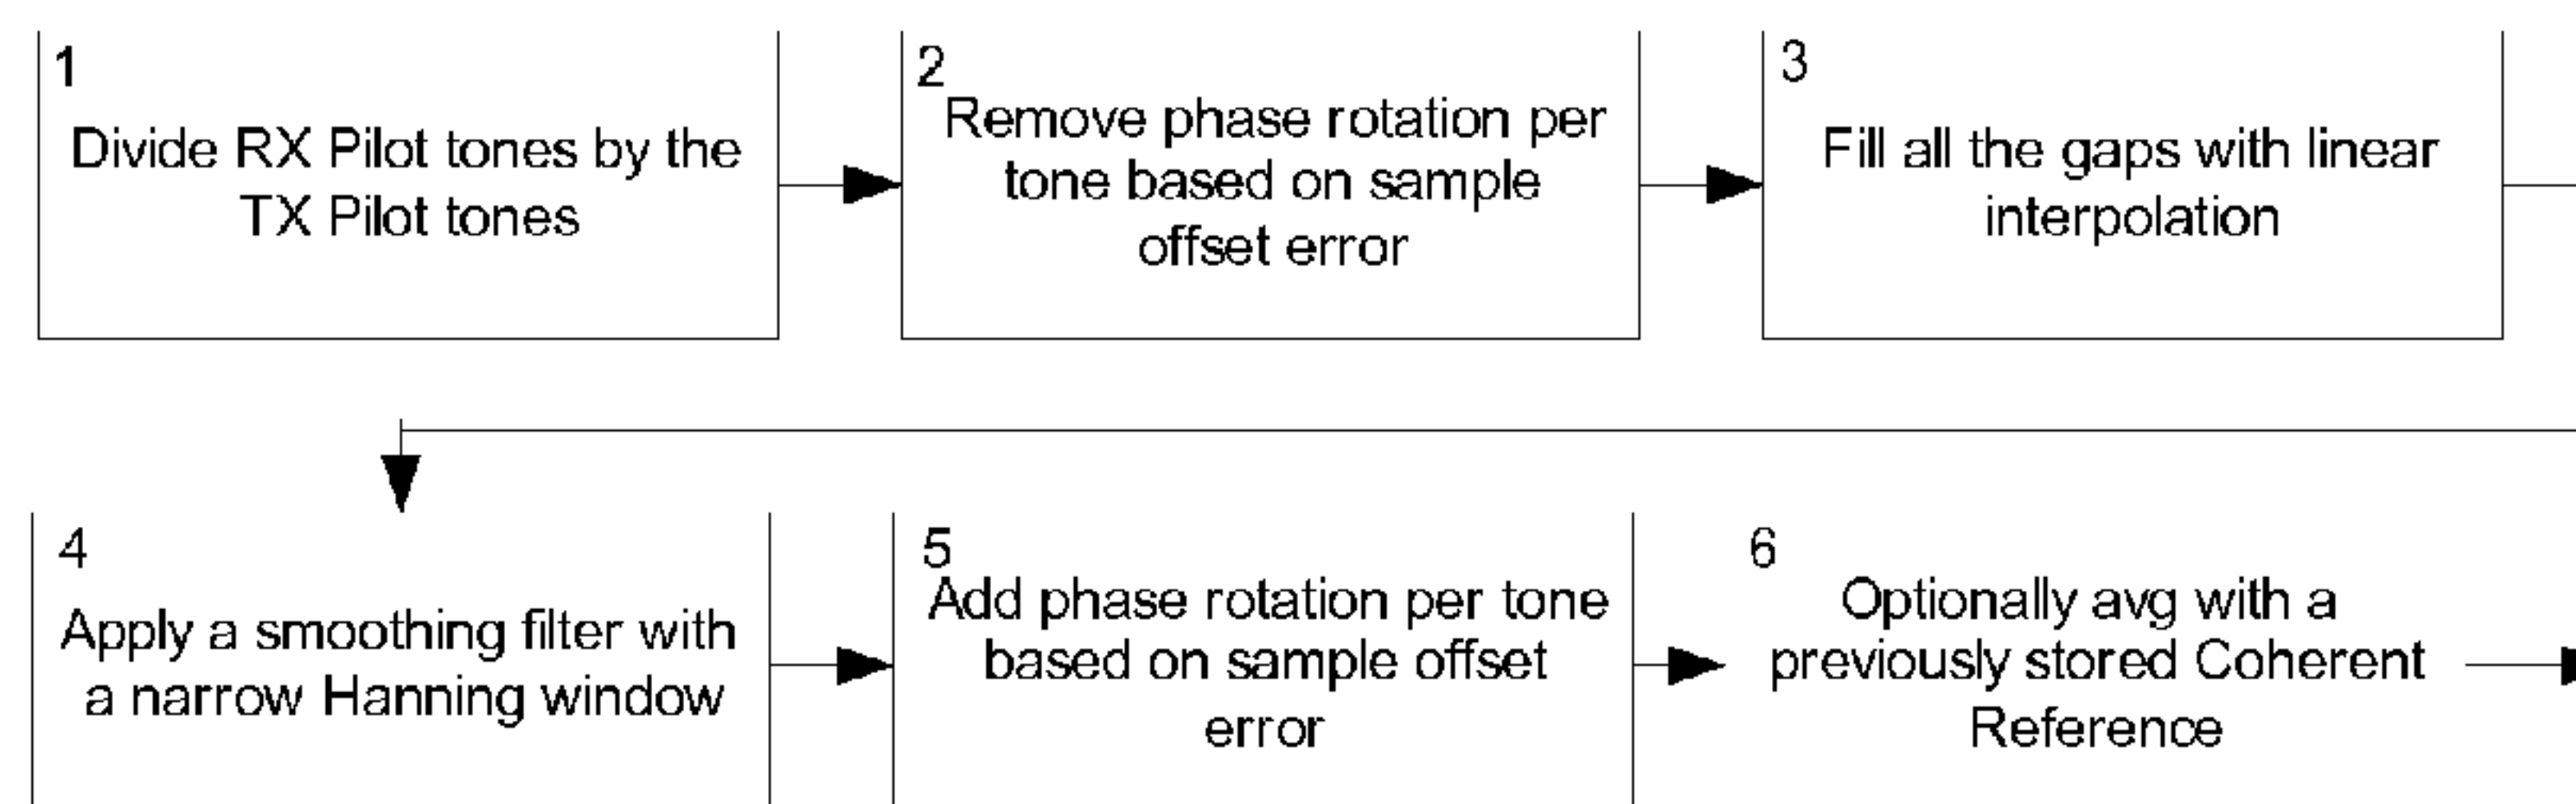 1
Divide RX Pilot tones by the
TX Pilot tones
2
Remove phase rotation per
tone based on sample
offset error
3
Fill all the gaps with linear
interpolation
4
Apply a smoothing filter with
a narrow Hanning window
5
Add phase rotation per tone
based on sample offset
error
6
Optionally avg with a
previously stored Coherent
Reference